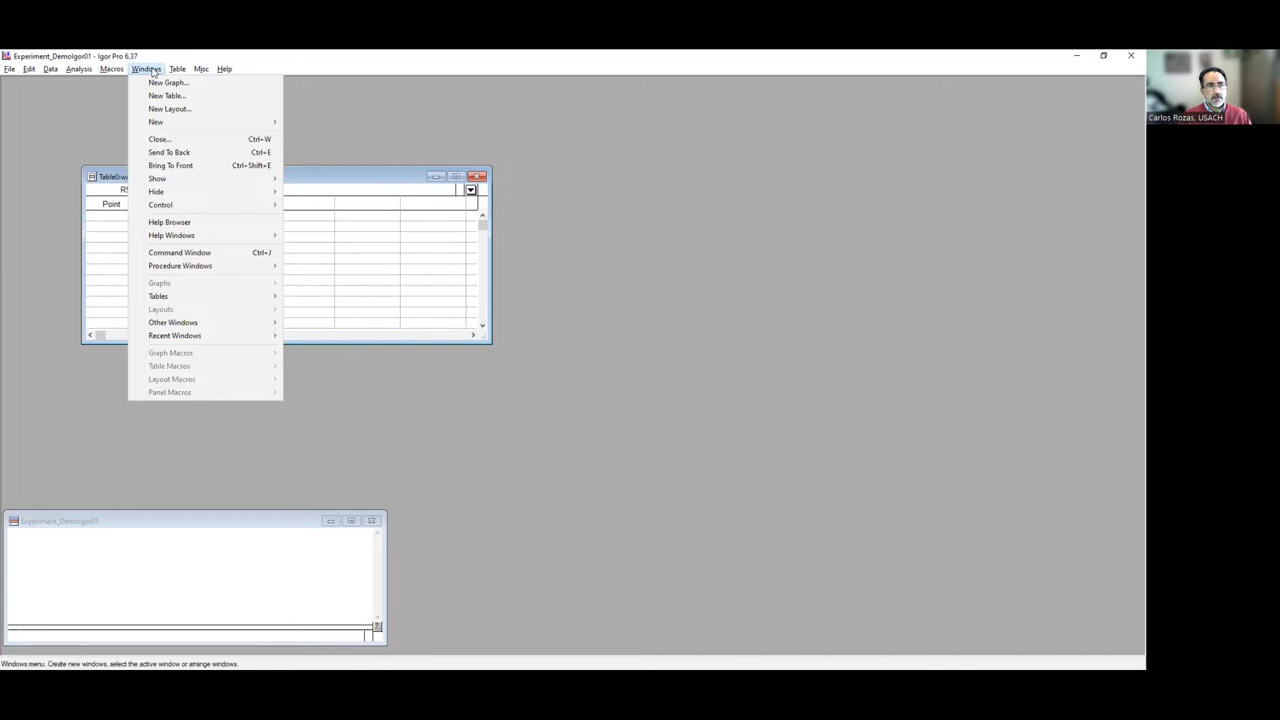 Experiment_DemoIgor01 - Igor Pro 6.37
File Edit Data Analysis Macros Windows Table Misc Help
New Graph...
New Table...
New Layout...
New
Close... Ctrl+W
Send To Back Ctrl+E
Bring To Front Ctrl+Shift+E
Show
Hide
Control
Help Browser
Help Windows
Command Window Ctrl+J
Procedure Windows
Graphs
Tables
Layouts
Other Windows
Recent Windows
Graph Macros
Table Macros
Layout Macros
Panel Macros
Point
Experiment_DemoIgor01
Windows menu. Create new windows, select the active window or arrange windows.
Carlos Rozas, USACH